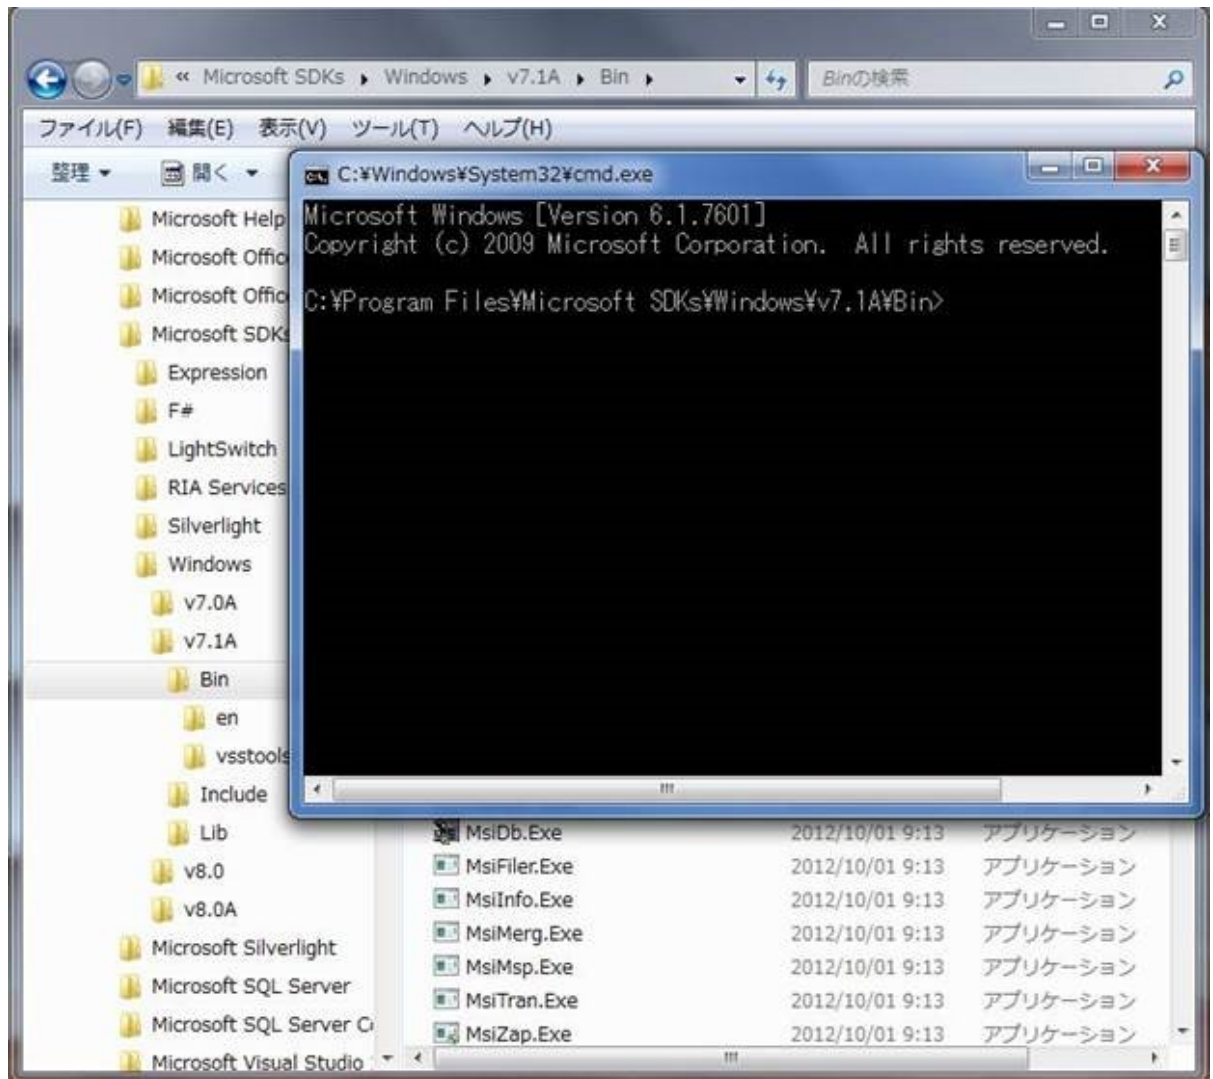 « Microsoft SDKs ▸ Windows ▸ v7.1A ▸ Bin ▸
Binの検索
ファイル(F) 編集(E) 表示(V) ツール(T) ヘルプ(H)
整理 開く
C:¥Windows¥System32¥cmd.exe
Microsoft Windows [Version 6.1.7601]
Copyright (c) 2009 Microsoft Corporation.  All rights reserved.
C:¥Program Files¥Microsoft SDKs¥Windows¥v7.1A¥Bin>
Microsoft Help
Microsoft Offic
Microsoft Offic
Microsoft SDKs
Expression
F#
LightSwitch
RIA Services
Silverlight
Windows
v7.0A
v7.1A
Bin
en
vsstools
Include
Lib
v8.0
v8.0A
Microsoft Silverlight
Microsoft SQL Server
Microsoft SQL Server Co
Microsoft Visual Studio
MsiDb.Exe 2012/10/01 9:13 アプリケーション
MsiFiler.Exe 2012/10/01 9:13 アプリケーション
MsiInfo.Exe 2012/10/01 9:13 アプリケーション
MsiMerg.Exe 2012/10/01 9:13 アプリケーション
MsiMsp.Exe 2012/10/01 9:13 アプリケーション
MsiTran.Exe 2012/10/01 9:13 アプリケーション
MsiZap.Exe 2012/10/01 9:13 アプリケーション